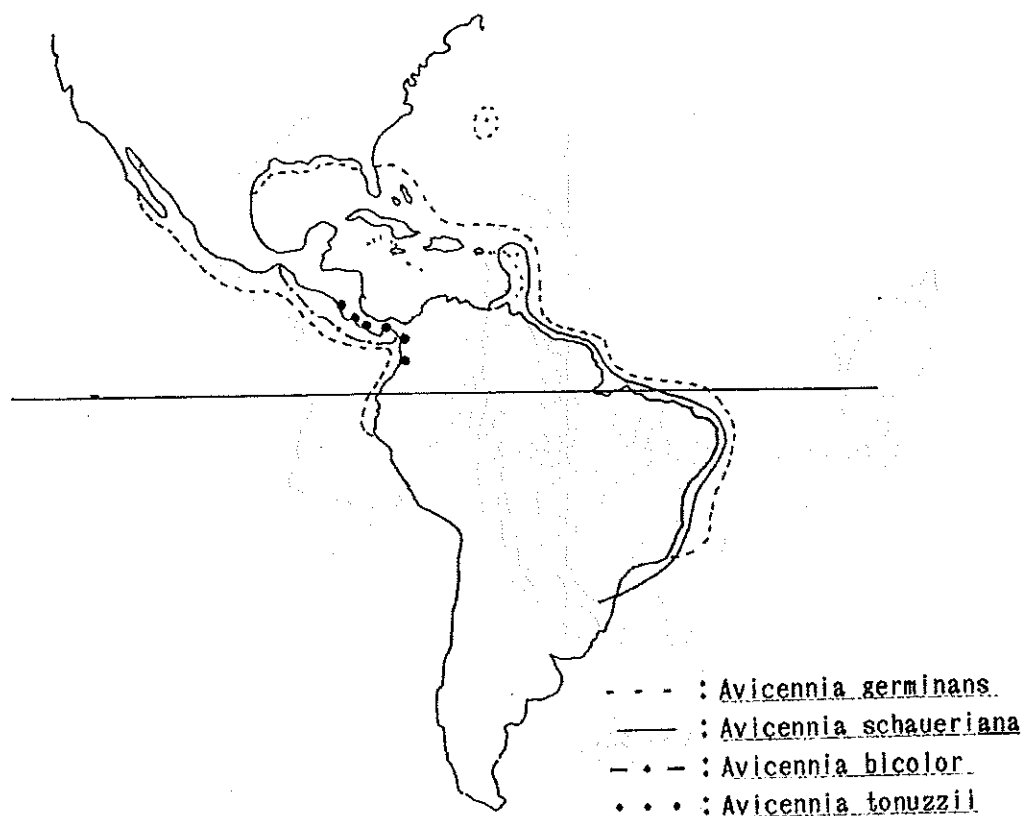 - - - : Avicennia germinans
——— : Avicennia schaueriana
— • — : Avicennia bicolor
• • • : Avicennia tonuzzii